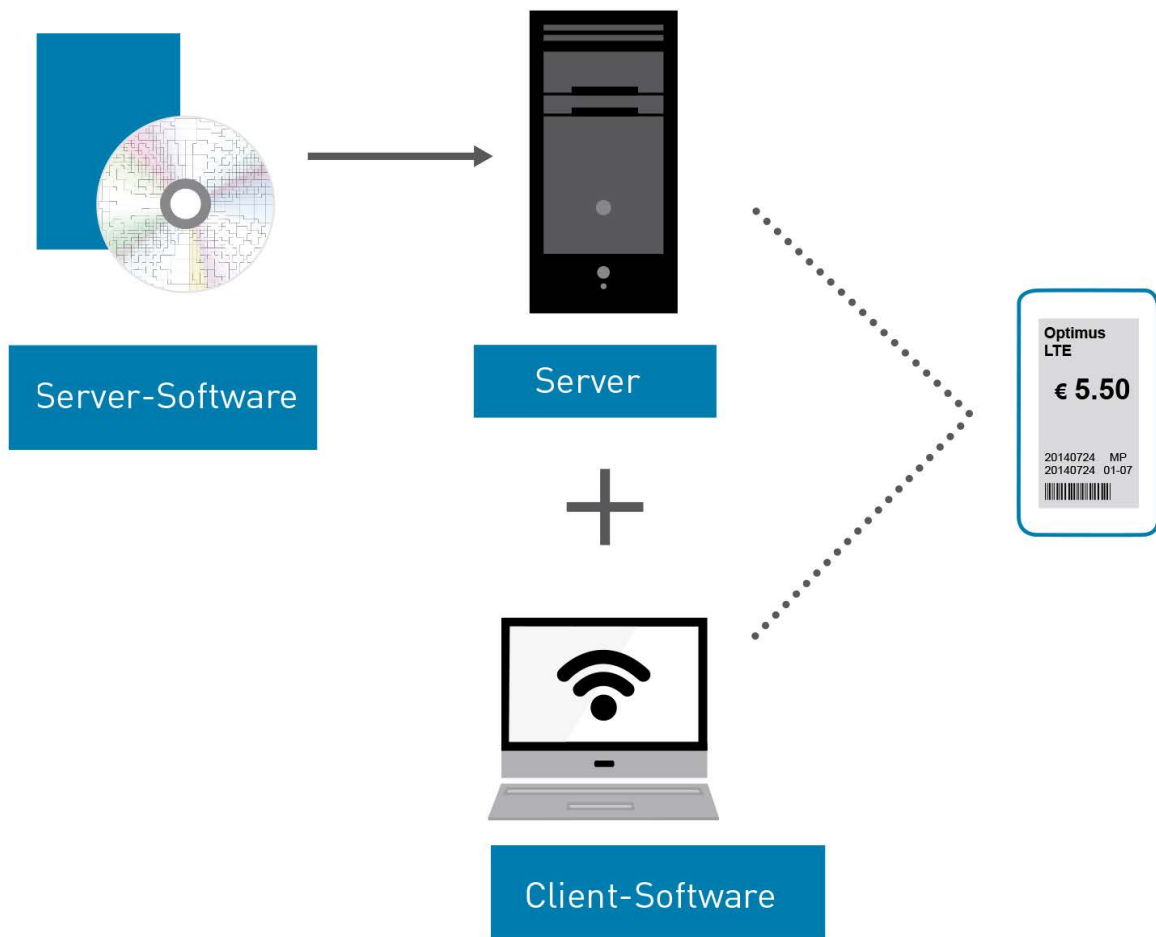 Server-Software
Server
Optimus
LTE
€ 5.50
20140724 MP
20140724 01-07
Client-Software